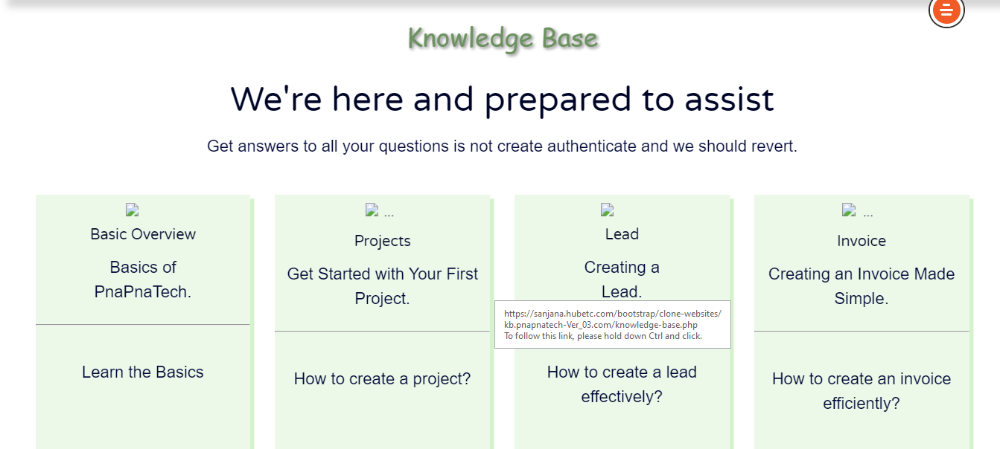 Knowledge Base
We're here and prepared to assist
Get answers to all your questions is not create authenticate and we should revert.
Basic Overview
Basics of
PnaPnaTech.
Learn the Basics
...
Projects
Get Started with Your First
Project.
How to create a project?
Lead
Creating a
Lead.
https://sanjana.hubetc.com/bootstrap/clone-websites/
kb.pnapnatech-Ver_03.com/knowledge-base.php
To follow this link, please hold down Ctrl and click.
How to create a lead
effectively?
...
Invoice
Creating an Invoice Made
Simple.
How to create an invoice
efficiently?